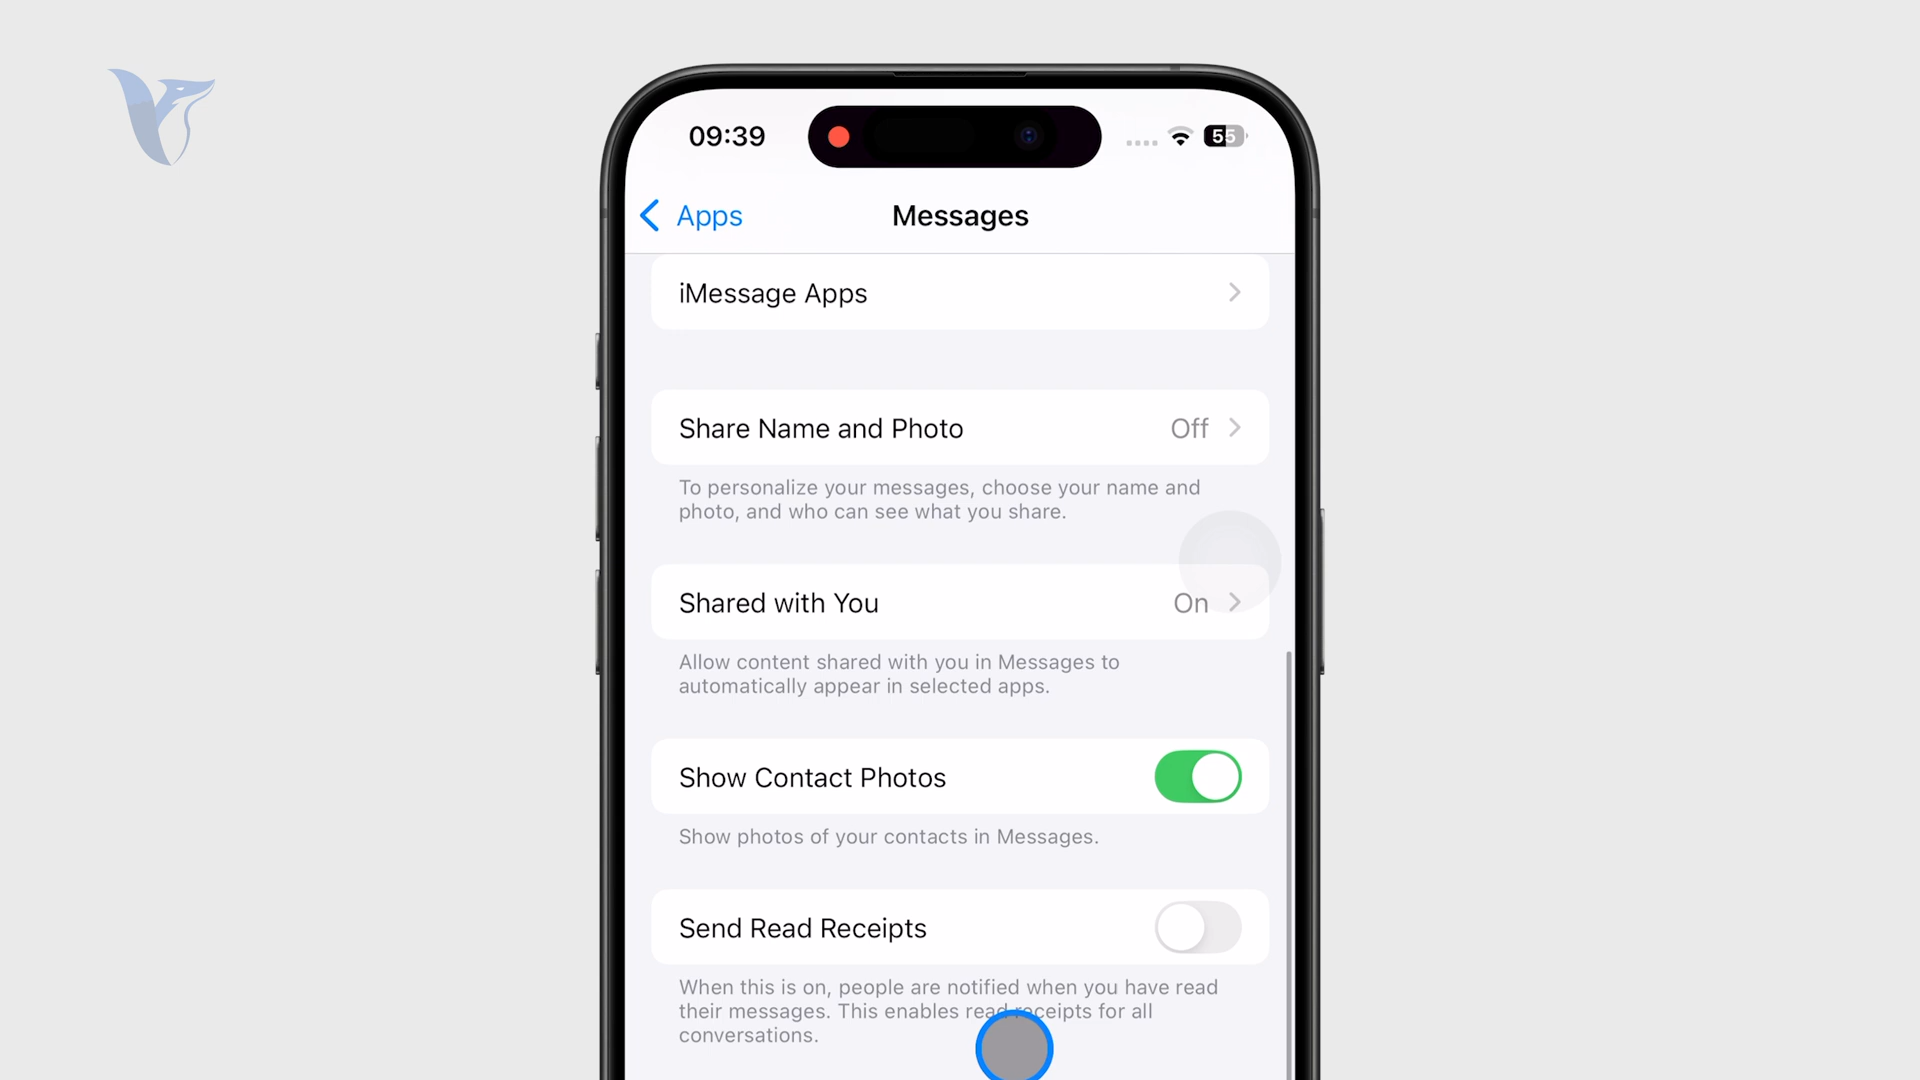 09:39
55
Apps
Messages
iMessage Apps
Share Name and Photo
Off
To personalize your messages, choose your name and
photo, and who can see what you share.
Shared with You
On
Allow content shared with you in Messages to
automatically appear in selected apps.
Show Contact Photos
Show photos of your contacts in Messages.
Send Read Receipts
When this is on, people are notified when you have read
their messages. This enables read receipts for all
conversations.